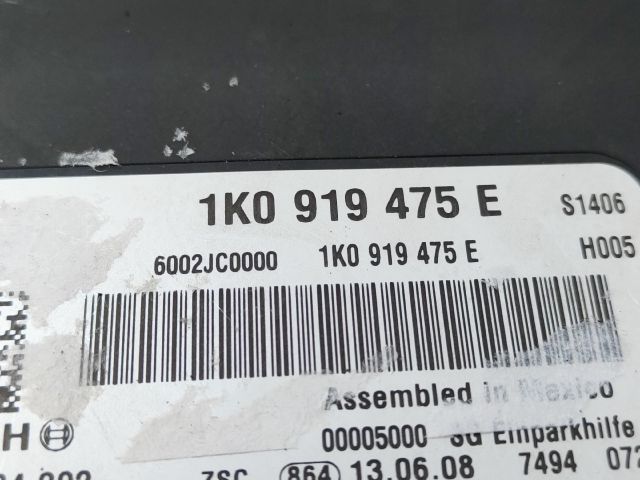 1K0 919 475 E S1406
6002JC0000 1K0 919 475 E H005
Assembled in Mexico
H 00005000 SG Einparkhilfe
ZSC 864 13.06.08 7494 072